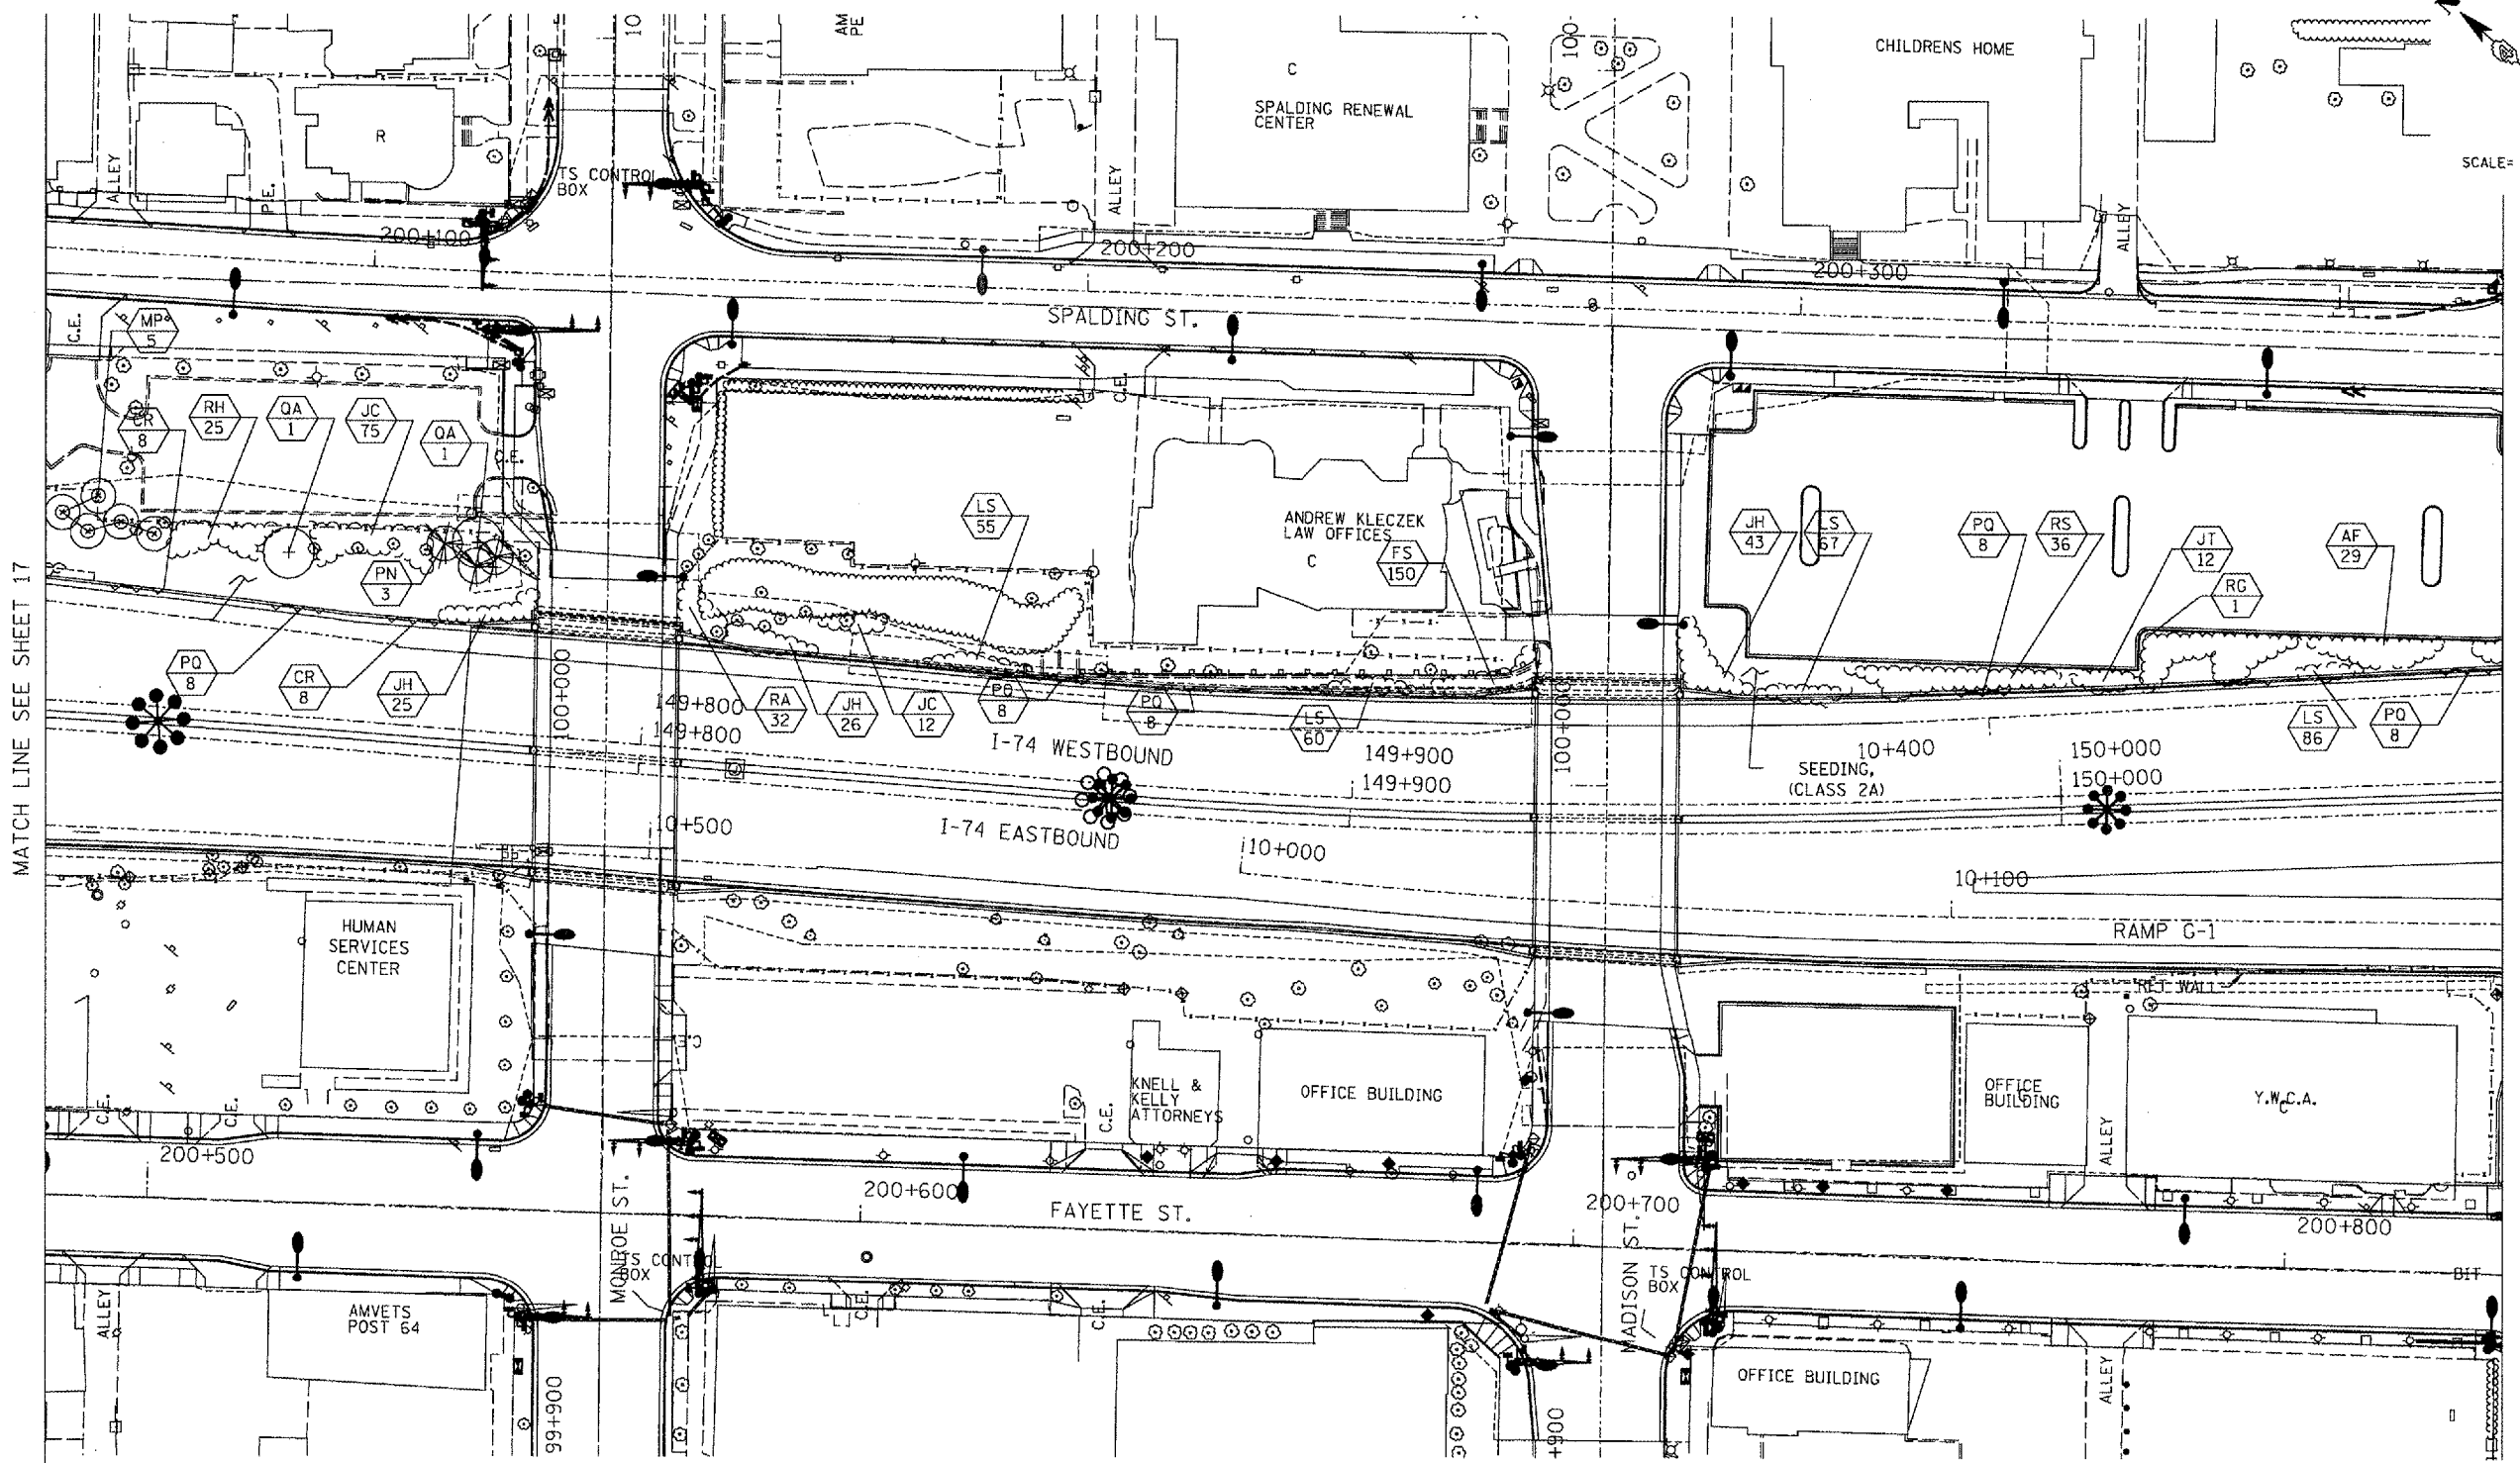 10
AM
PE
100
CHILDRENS HOME
C
SPALDING RENEWAL
CENTER
R
SCALE=
ALLEY
P.E.
TS CONTROL
BOX
ALLEY
ALLEY
200+100
200+200
200+300
SPALDING ST.
C.E.
MP
5
C.E.
CR
8
RH
25
QA
1
JC
75
QA
1
C.E.
LS
55
ANDREW KLECZEK
LAW OFFICES
C
FS
150
JH
43
LS
67
PQ
8
RS
36
JT
12
AF
29
RG
1
PN
3
MATCH LINE SEE SHEET 17
PQ
8
CR
8
JH
25
100+000
149+800
149+800
RA
32
JH
26
JC
12
PQ
8
PQ
8
LS
60
100+000
LS
86
PQ
8
I-74 WESTBOUND
149+900
149+900
10+400
150+000
150+000
SEEDING,
(CLASS 2A)
10+500
I-74 EASTBOUND
10+000
10+100
RAMP G-1
HUMAN
SERVICES
CENTER
RET WALL
C.E.
C.E.
C.E.
KNELL &
KELLY
ATTORNEYS
C.E.
OFFICE BUILDING
OFFICE
BUILDING
C
ALLEY
Y.W.C.A.
C
200+500
200+600
FAYETTE ST.
200+700
200+800
MONROE ST.
TS CONTROL
BOX
MADISON ST.
TS CONTROL
BOX
BIT
ALLEY
AMVETS
POST 64
C.E.
C.E.
OFFICE BUILDING
ALLEY
99+900
+900